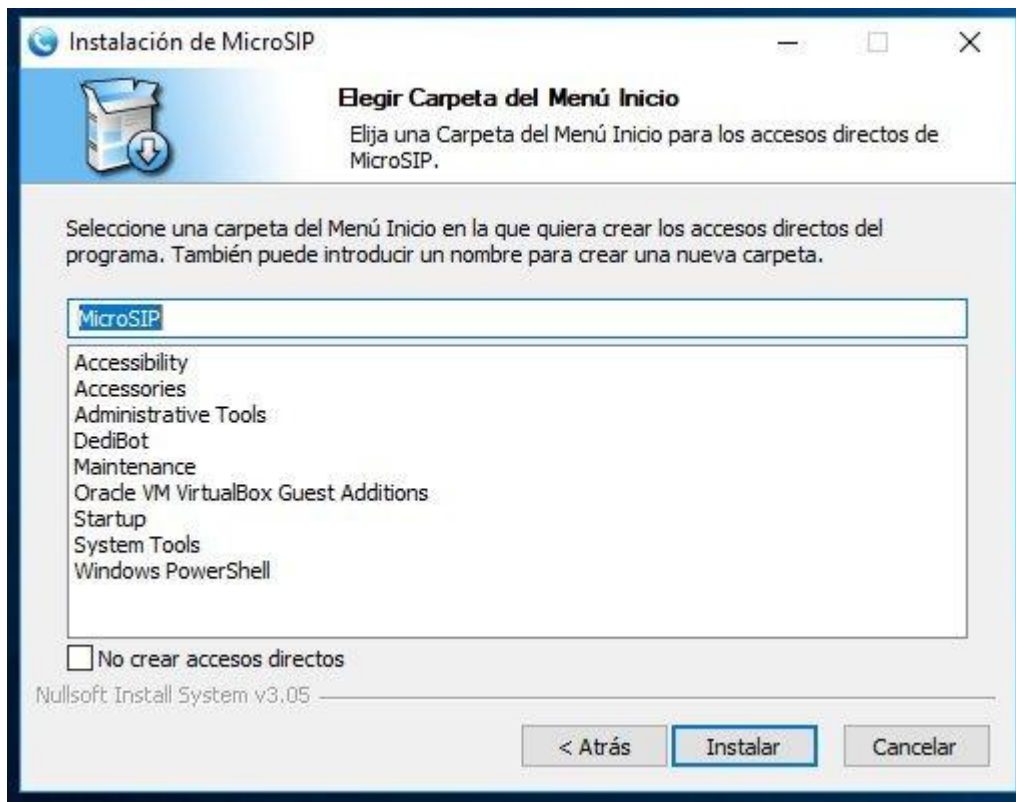 Instalación de MicroSIP
Elegir Carpeta del Menú Inicio
Elija una Carpeta del Menú Inicio para los accesos directos de
MicroSIP.
Seleccione una carpeta del Menú Inicio en la que quiera crear los accesos directos del
programa. También puede introducir un nombre para crear una nueva carpeta.
MicroSIP
Accessibility
Accessories
Administrative Tools
DediBot
Maintenance
Oracle VM VirtualBox Guest Additions
Startup
System Tools
Windows PowerShell
No crear accesos directos
Nullsoft Install System v3.05
< Atrás
Instalar
Cancelar